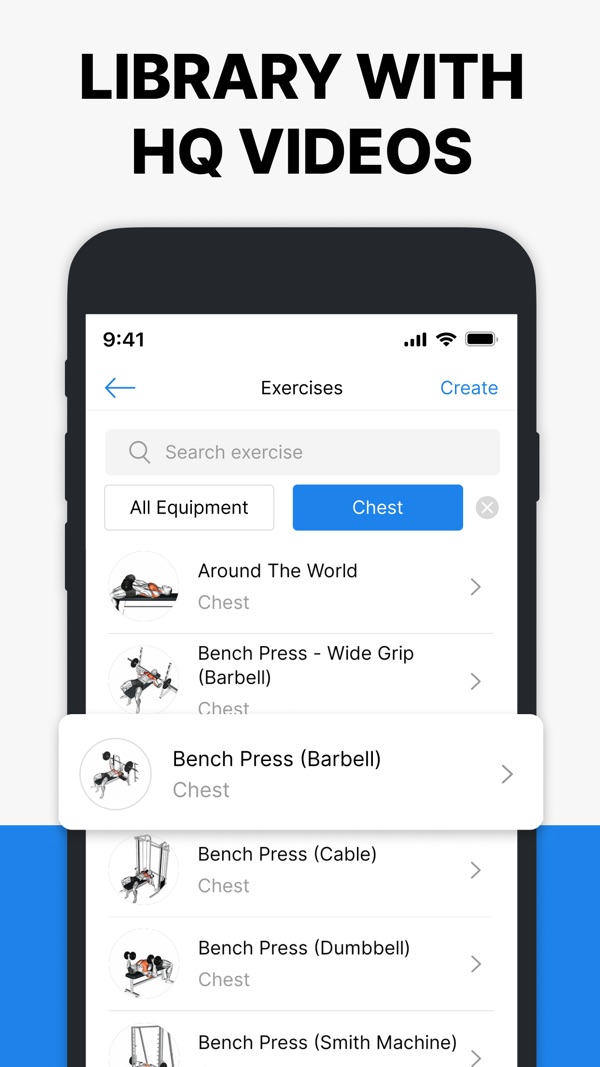 LIBRARY WITH
HQ VIDEOS
9:41
Exercises
Create
Search exercise
All Equipment
Chest
Around The World
Chest
Bench Press - Wide Grip
(Barbell)
Chest
Bench Press (Barbell)
Chest
Bench Press (Cable)
Chest
Bench Press (Dumbbell)
Chest
Bench Press (Smith Machine)